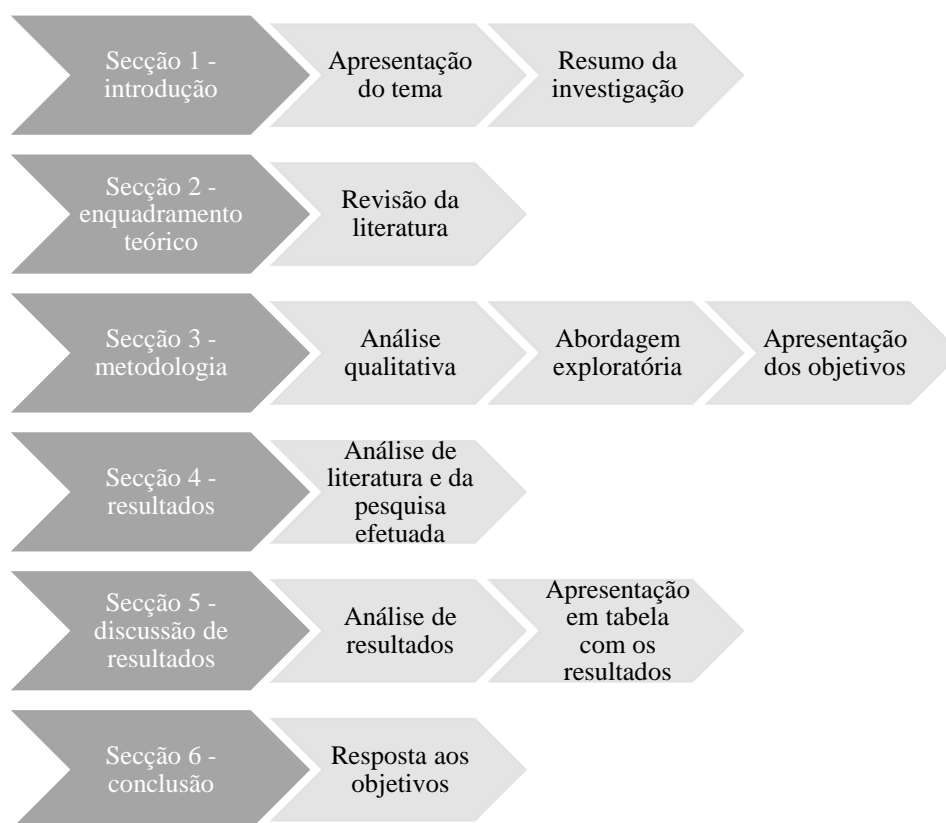 Secção 1 -
introdução
Apresentação
do tema
Resumo da
investigação
Secção 2 -
enquadramento
teórico
Revisão da
literatura
Secção 3 -
metodologia
Análise
qualitativa
Abordagem
exploratória
Apresentação
dos objetivos
Secção 4 -
resultados
Análise de
literatura e da
pesquisa
efetuada
Secção 5 -
discussão de
resultados
Análise de
resultados
Apresentação
em tabela
com os
resultados
Secção 6 -
conclusão
Resposta aos
objetivos